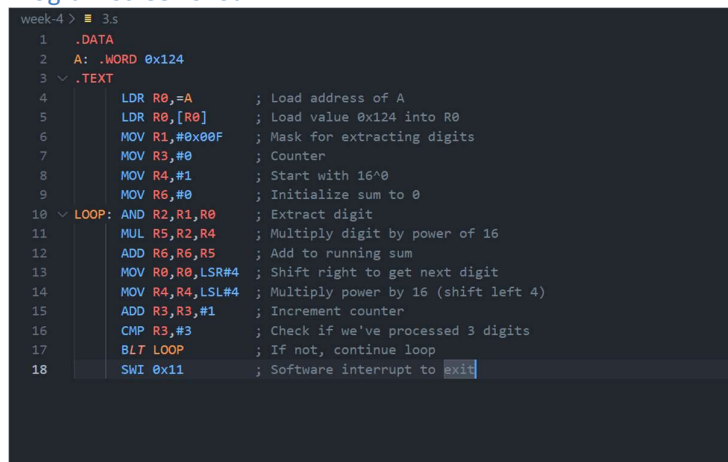 week-4 > 3.s
1 .DATA
2 A: .WORD 0x124
3 .TEXT
4 LDR R0,=A ; Load address of A
5 LDR R0,[R0] ; Load value 0x124 into R0
6 MOV R1,#0x00F ; Mask for extracting digits
7 MOV R3,#0 ; Counter
8 MOV R4,#1 ; Start with 16^0
9 MOV R6,#0 ; Initialize sum to 0
10 LOOP: AND R2,R1,R0 ; Extract digit
11 MUL R5,R2,R4 ; Multiply digit by power of 16
12 ADD R6,R6,R5 ; Add to running sum
13 MOV R0,R0,LSR#4 ; Shift right to get next digit
14 MOV R4,R4,LSL#4 ; Multiply power by 16 (shift left 4)
15 ADD R3,R3,#1 ; Increment counter
16 CMP R3,#3 ; Check if we've processed 3 digits
17 BLT LOOP ; If not, continue loop
18 SWI 0x11 ; Software interrupt to exit